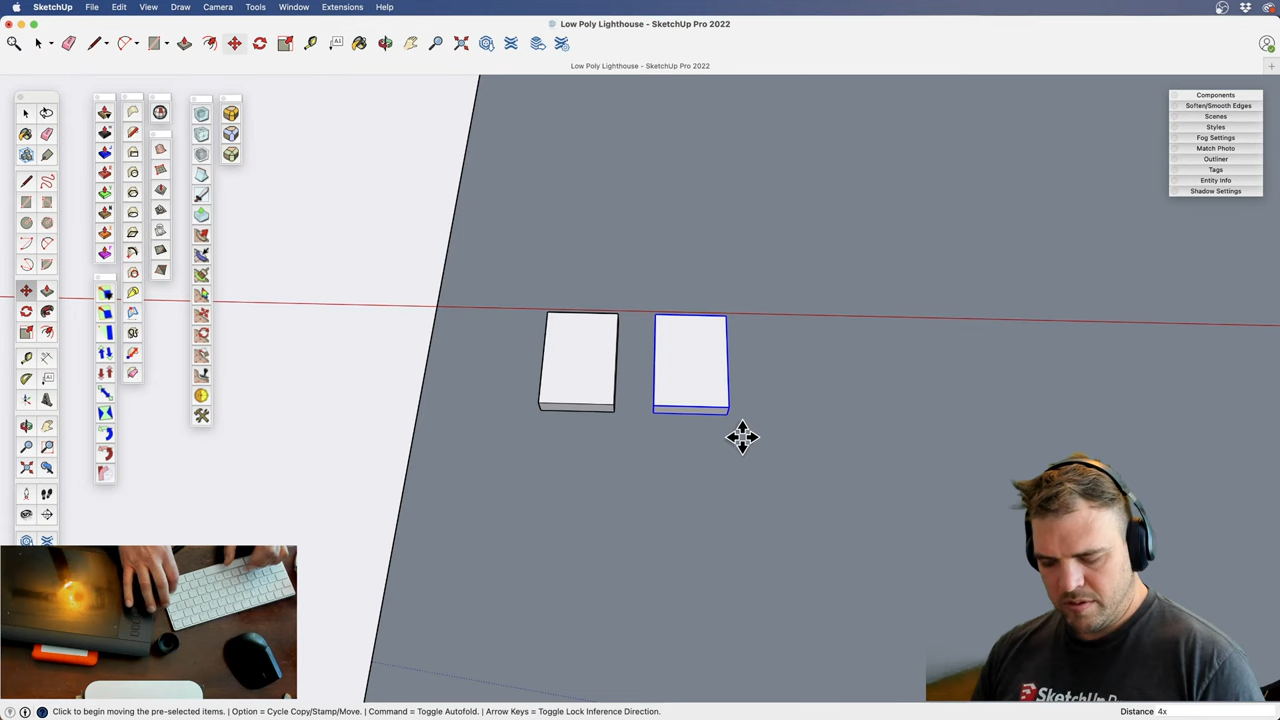 SketchUp File Edit View Draw Camera Tools Window Extensions Help
Low Poly Lighthouse - SketchUp Pro 2022
Low Poly Lighthouse - SketchUp Pro 2022
Components
Soften/Smooth Edges
Scenes
Styles
Fog Settings
Match Photo
Outliner
Tags
Entity Info
Shadow Settings
SketchUp
Click to begin moving the pre-selected items. | Option = Cycle Copy/Stamp/Move. | Command = Toggle Autofold. | Arrow Keys = Toggle Lock Inference Direction. Distance 4x